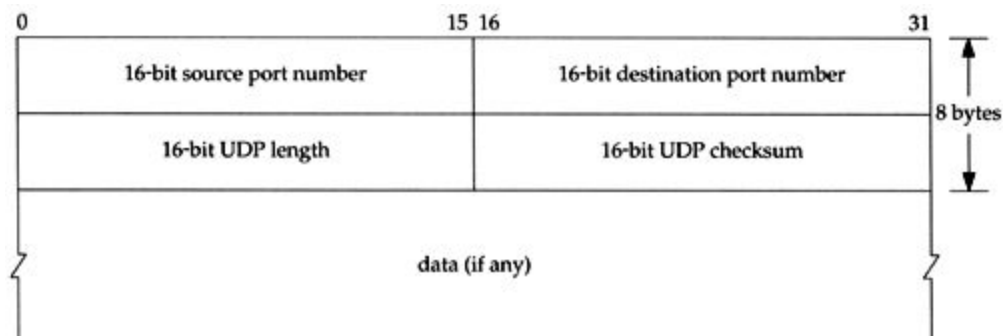 0 15 16 31
16-bit source port number 16-bit destination port number
8 bytes
16-bit UDP length 16-bit UDP checksum
data (if any)